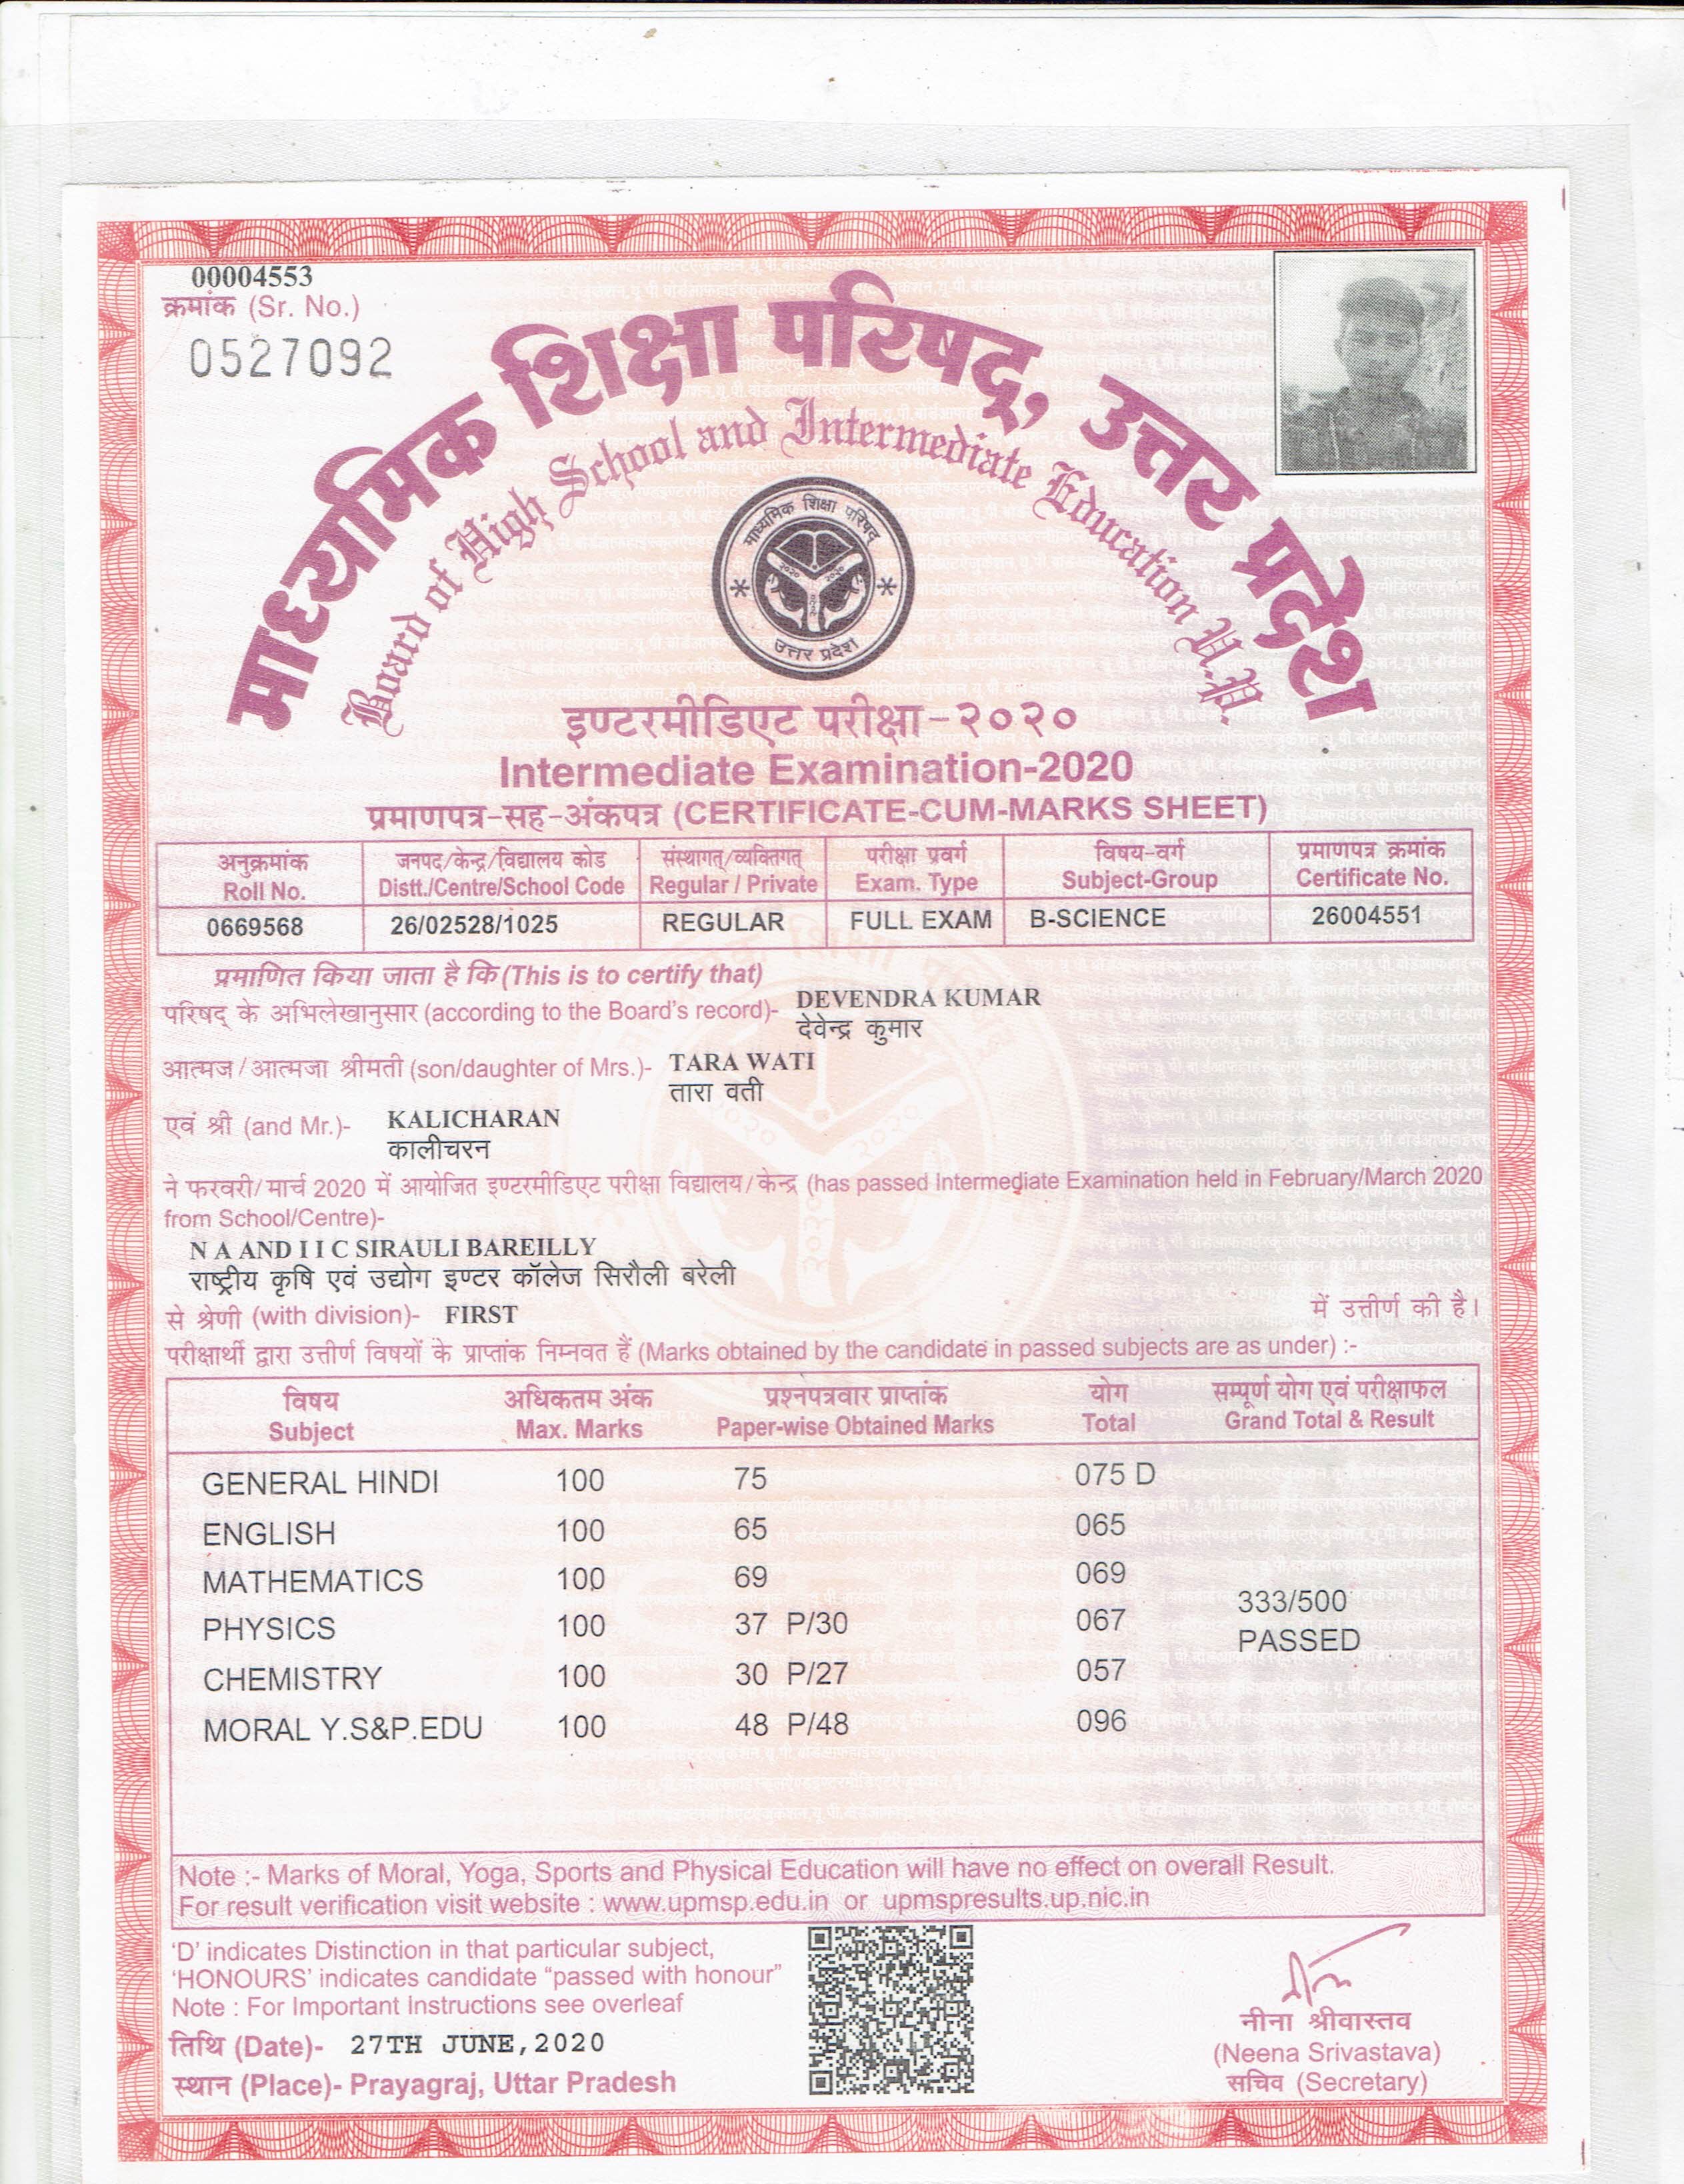 00004553
क्रमांक (Sr. No.)
0527092
माध्यमिक शिक्षा परिषद्, उत्तर प्रदेश
Board of High School and Intermediate Education U.P.
माध्यमिक शिक्षा परिषद्
उत्तर प्रदेश
इण्टरमीडिएट परीक्षा-२०२०
Intermediate Examination-2020
प्रमाणपत्र-सह-अंकपत्र (CERTIFICATE-CUM-MARKS SHEET)
अनुक्रमांक जनपद/केन्द्र/विद्यालय कोड संस्थागत्/व्यक्तिगत् परीक्षा प्रवर्ग विषय-वर्ग प्रमाणपत्र क्रमांक
Roll No. Distt./Centre/School Code Regular / Private Exam. Type Subject-Group Certificate No.
0669568 26/02528/1025 REGULAR FULL EXAM B-SCIENCE 26004551
प्रमाणित किया जाता है कि (This is to certify that)
परिषद् के अभिलेखानुसार (according to the Board's record)- DEVENDRA KUMAR
देवेन्द्र कुमार
आत्मज/आत्मजा श्रीमती (son/daughter of Mrs.)- TARA WATI
तारा वती
एवं श्री (and Mr.)- KALICHARAN
कालीचरन
ने फरवरी/मार्च 2020 में आयोजित इण्टरमीडिएट परीक्षा विद्यालय/केन्द्र (has passed Intermediate Examination held in February/March 2020
from School/Centre)-
N A AND I I C SIRAULI BAREILLY
राष्ट्रीय कृषि एवं उद्योग इण्टर कॉलेज सिरौली बरेली
से श्रेणी (with division)- FIRST में उत्तीर्ण की है।
परीक्षार्थी द्वारा उत्तीर्ण विषयों के प्राप्तांक निम्नवत हैं (Marks obtained by the candidate in passed subjects are as under) :-
विषय अधिकतम अंक प्रश्नपत्रवार प्राप्तांक योग सम्पूर्ण योग एवं परीक्षाफल
Subject Max. Marks Paper-wise Obtained Marks Total Grand Total & Result
GENERAL HINDI 100 75 075 D
ENGLISH 100 65 065
MATHEMATICS 100 69 069
333/500
PHYSICS 100 37 P/30 067
PASSED
CHEMISTRY 100 30 P/27 057
MORAL Y.S&P.EDU 100 48 P/48 096
Note :- Marks of Moral, Yoga, Sports and Physical Education will have no effect on overall Result.
For result verification visit website : www.upmsp.edu.in or upmspresults.up.nic.in
'D' indicates Distinction in that particular subject,
'HONOURS' indicates candidate "passed with honour"
Note : For Important Instructions see overleaf
तिथि (Date)- 27TH JUNE,2020
स्थान (Place)- Prayagraj, Uttar Pradesh
नीना श्रीवास्तव
(Neena Srivastava)
सचिव (Secretary)